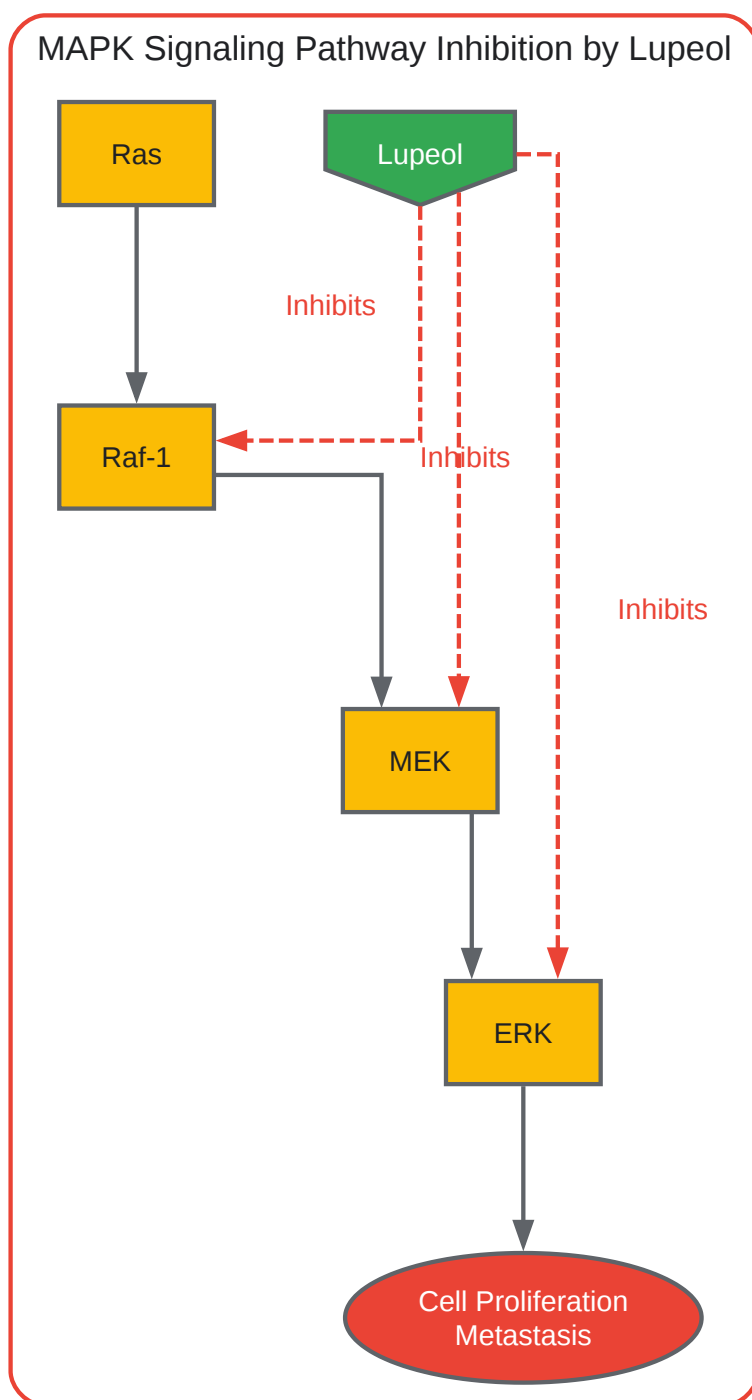 MAPK Signaling Pathway Inhibition by Lupeol
Ras
Lupeol
Inhibits
Raf-1
Inhibits
Inhibits
MEK
ERK
Cell Proliferation
Metastasis